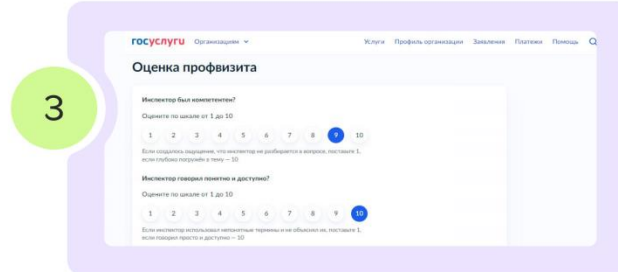 3
госуслуги Организациям Услуги Профиль организации Заявления Платежи Помощь
Оценка профвизита
Инспектор был компетентен?
Оцените по шкале от 1 до 10
1 2 3 4 5 6 7 8 9 10
Если создалось ощущение, что инспектор не разбирается в вопросе, поставьте 1,
если глубоко погружён в тему — 10
Инспектор говорил понятно и доступно?
Оцените по шкале от 1 до 10
1 2 3 4 5 6 7 8 9 10
Если инспектор использовал непонятные термины и не объяснил их, поставьте 1,
если говорил просто и доступно — 10